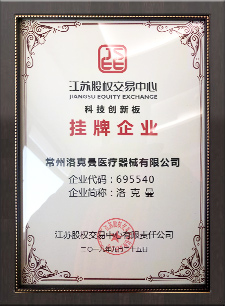 江苏股权交易中心
JIANGSU EQUITY EXCHANGE
科技创新板
挂牌企业
常州洛克曼医疗器械有限公司
企业代码：695540
企业简称：洛克曼
江苏股权交易中心有限责任公司